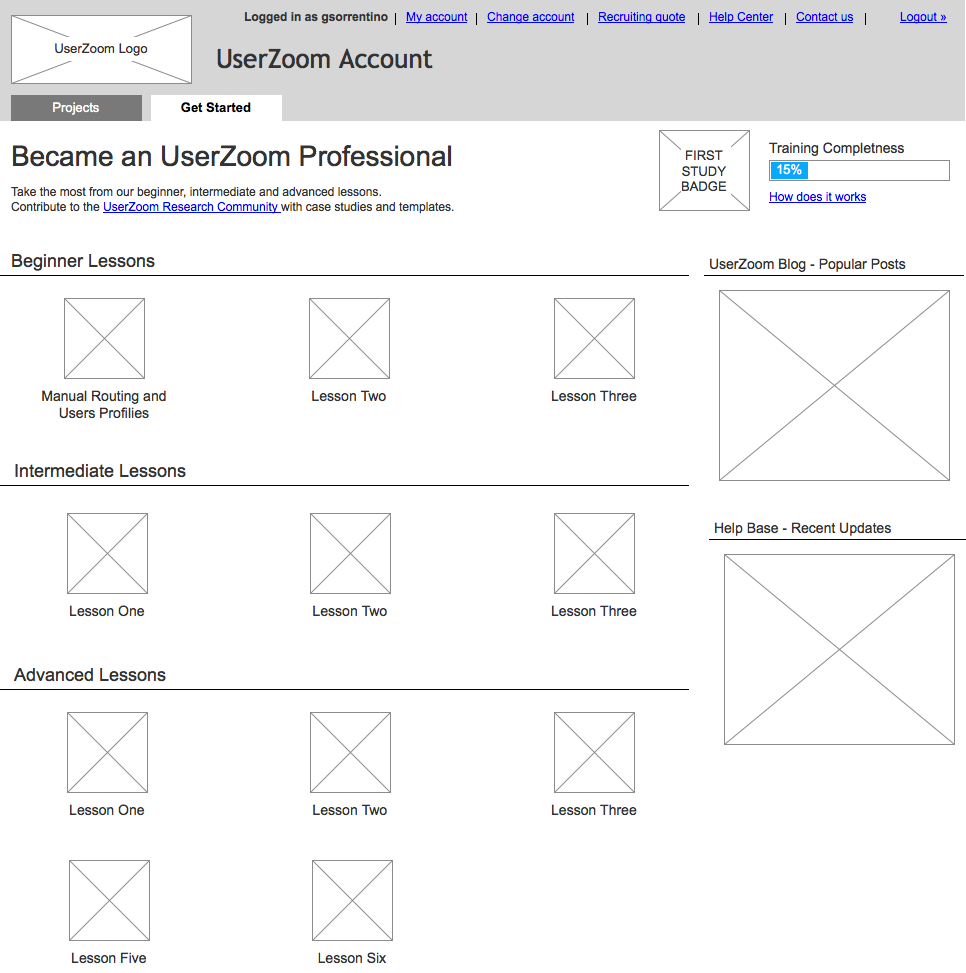 Logged in as gsorrentino | My account | Change account | Recruiting quote | Help Center | Contact us | Logout »
UserZoom Logo
UserZoom Account
Projects
Get Started
Became an UserZoom Professional
Take the most from our beginner, intermediate and advanced lessons.
Contribute to the UserZoom Research Community with case studies and templates.
FIRST
STUDY
BADGE
Training Completness
15%
How does it works
Beginner Lessons
Manual Routing and
Users Profilies
Lesson Two
Lesson Three
Intermediate Lessons
Lesson One
Lesson Two
Lesson Three
Advanced Lessons
Lesson One
Lesson Two
Lesson Three
Lesson Five
Lesson Six
UserZoom Blog - Popular Posts
Help Base - Recent Updates